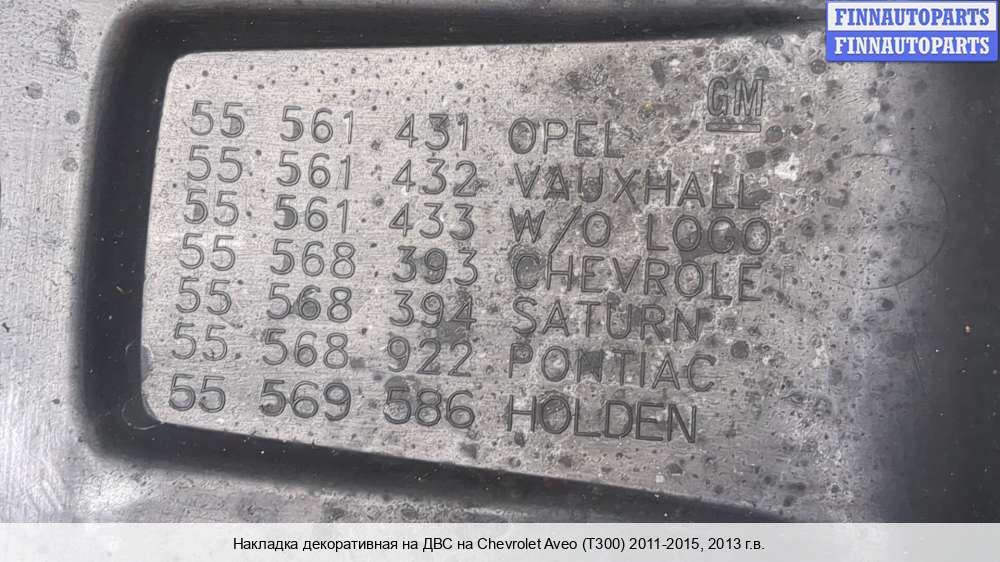 FINNAUTOPARTS
FINNAUTOPARTS
GM
55 561 431 OPEL
55 561 432 VAUXHALL
55 561 433 W/O LOGO
55 568 393 CHEVROLET
55 568 394 SATURN
55 568 922 PONTIAC
55 569 586 HOLDEN
Накладка декоративная на ДВС на Chevrolet Aveo (T300) 2011-2015, 2013 г.в.